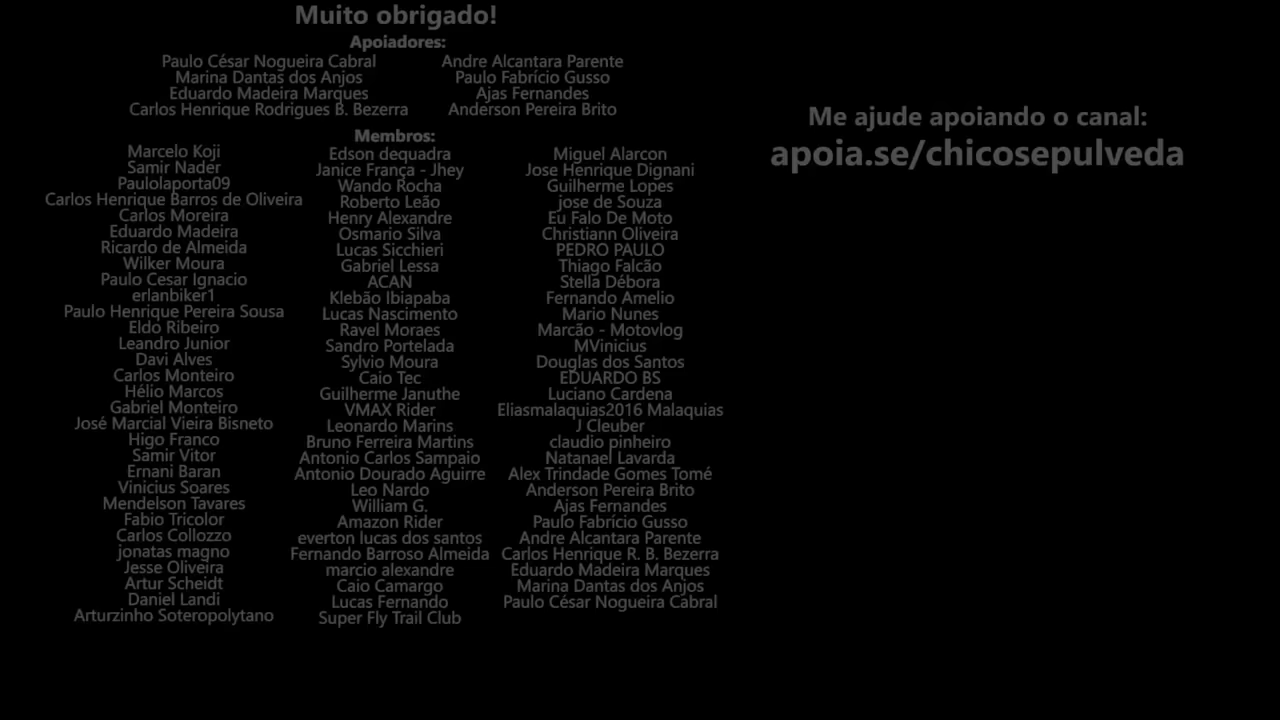 Muito obrigado!
Apoiadores:
Paulo César Nogueira Cabral
Marina Dantas dos Anjos
Eduardo Madeira Marques
Carlos Henrique Rodrigues B. Bezerra
Andre Alcantara Parente
Paulo Fabrício Gusso
Ajas Fernandes
Anderson Pereira Brito
Membros:
Marcelo Koji
Samir Nader
Paulolaporta09
Carlos Henrique Barros de Oliveira
Carlos Moreira
Eduardo Madeira
Ricardo de Almeida
Wilker Moura
Paulo Cesar Ignacio
erlanbiker1
Paulo Henrique Pereira Sousa
Eldo Ribeiro
Leandro Junior
Davi Alves
Carlos Monteiro
Hélio Marcos
Gabriel Monteiro
José Marcial Vieira Bisneto
Higo Franco
Samir Vitor
Ernani Baran
Vinicius Soares
Mendelson Tavares
Fabio Tricolor
Carlos Collozzo
jonatas magno
Jesse Oliveira
Artur Scheidt
Daniel Landi
Arturzinho Soteropolytano
Edson dequadra
Janice França - Jhey
Wando Rocha
Roberto Leão
Henry Alexandre
Osmario Silva
Lucas Sicchieri
Gabriel Lessa
ACAN
Klebão Ibiapaba
Lucas Nascimento
Ravel Moraes
Sandro Portelada
Sylvio Moura
Caio Tec
Guilherme Januthe
VMAX Rider
Leonardo Marins
Bruno Ferreira Martins
Antonio Carlos Sampaio
Antonio Dourado Aguirre
Leo Nardo
William G.
Amazon Rider
everton lucas dos santos
Fernando Barroso Almeida
marcio alexandre
Caio Camargo
Lucas Fernando
Super Fly Trail Club
Miguel Alarcon
Jose Henrique Dignani
Guilherme Lopes
jose de Souza
Eu Falo De Moto
Christiann Oliveira
PEDRO PAULO
Thiago Falcão
Stella Débora
Fernando Amelio
Mario Nunes
Marcão - Motovlog
MVinicius
Douglas dos Santos
EDUARDO BS
Luciano Cardena
Eliasmalaquias2016 Malaquias
J Cleuber
claudio pinheiro
Natanael Lavarda
Alex Trindade Gomes Tomé
Anderson Pereira Brito
Ajas Fernandes
Paulo Fabrício Gusso
Andre Alcantara Parente
Carlos Henrique R. B. Bezerra
Eduardo Madeira Marques
Marina Dantas dos Anjos
Paulo César Nogueira Cabral
Me ajude apoiando o canal:
apoia.se/chicosepulveda